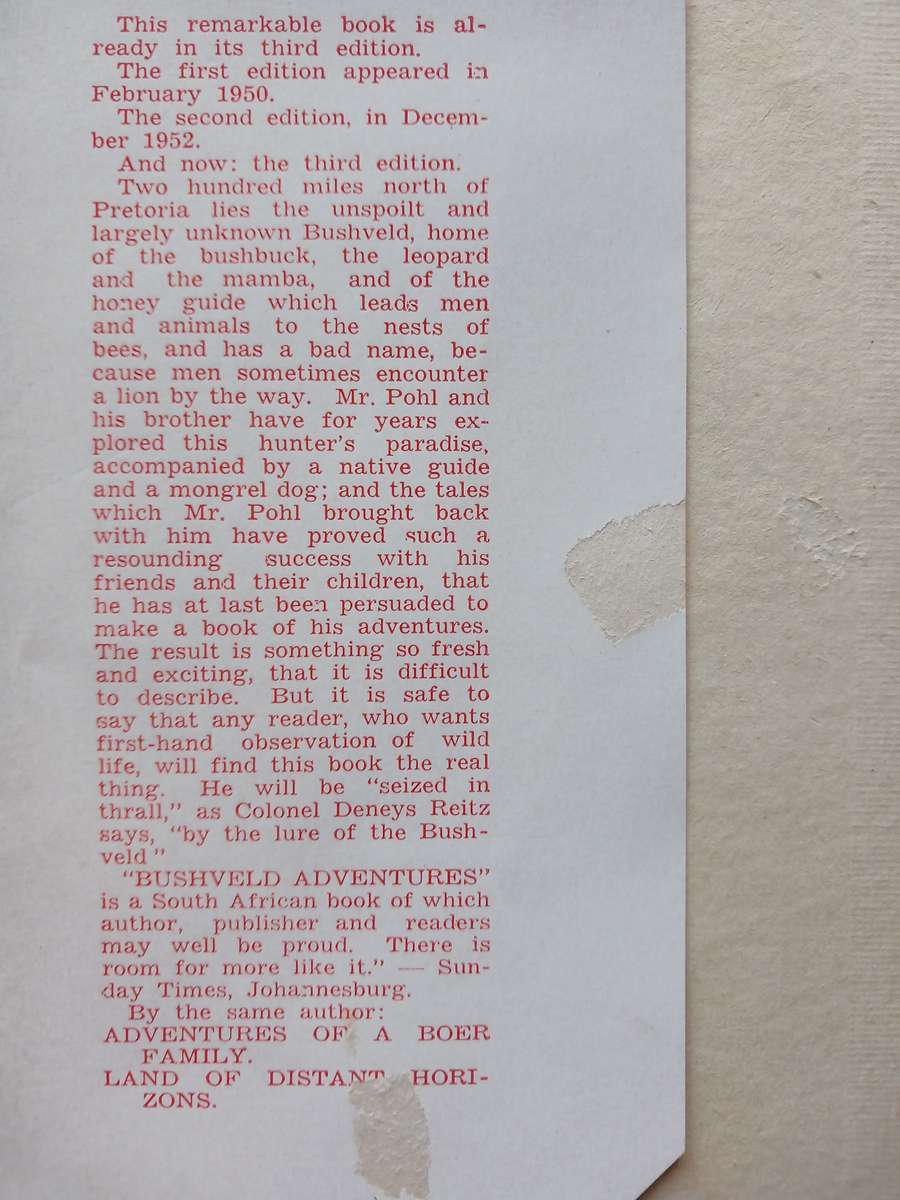 This remarkable book is al-
ready in its third edition.
The first edition appeared in
February 1950.
The second edition, in Decem-
ber 1952.
And now: the third edition.
Two hundred miles north of
Pretoria lies the unspoilt and
largely unknown Bushveld, home
of the bushbuck, the leopard
and the mamba, and of the
honey guide which leads men
and animals to the nests of
bees, and has a bad name, be-
cause men sometimes encounter
a lion by the way. Mr. Pohl and
his brother have for years ex-
plored this hunter's paradise,
accompanied by a native guide
and a mongrel dog; and the tales
which Mr. Pohl brought back
with him have proved such a
resounding success with his
friends and their children, that
he has at last been persuaded to
make a book of his adventures.
The result is something so fresh
and exciting, that it is difficult
to describe. But it is safe to
say that any reader, who wants
first-hand observation of wild
life, will find this book the real
thing. He will be "seized in
thrall," as Colonel Deneys Reitz
says, "by the lure of the Bush-
veld"
"BUSHVELD ADVENTURES"
is a South African book of which
author, publisher and readers
may well be proud. There is
room for more like it." — Sun-
day Times, Johannesburg.
By the same author:
ADVENTURES OF A BOER
FAMILY.
LAND OF DISTANT HORI-
ZONS.